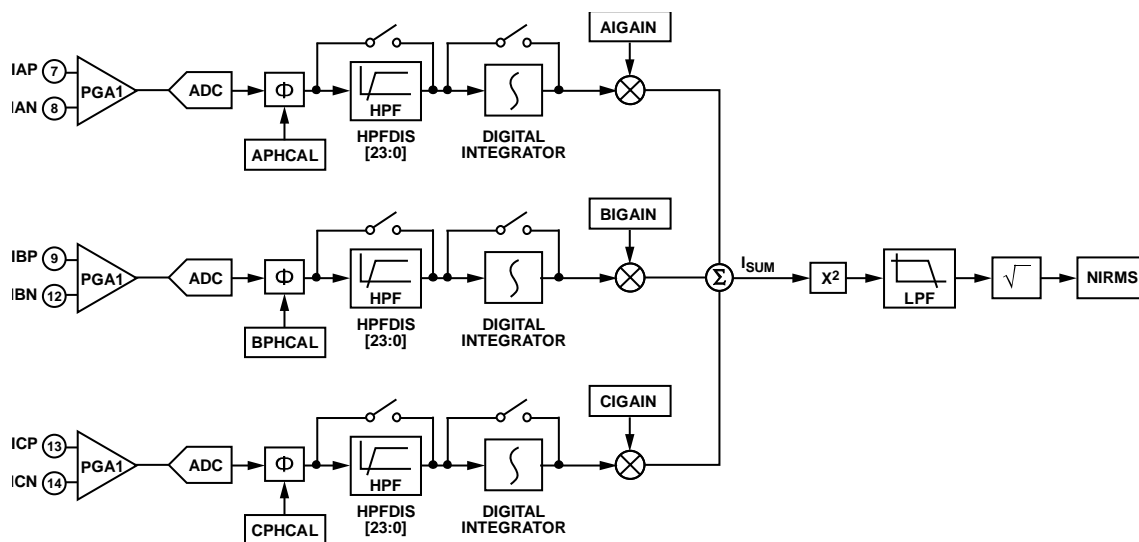 AIGAIN
IAP 7
PGA1
ADC
Φ
IAN 8
HPF
APHCAL
HPFDIS
[23:0]
DIGITAL
INTEGRATOR
BIGAIN
IBP 9
PGA1
ADC
Φ
IBN 12
HPF
BPHCAL
HPFDIS
[23:0]
DIGITAL
INTEGRATOR
Σ
ISUM
X²
LPF
√
NIRMS
CIGAIN
ICP 13
PGA1
ADC
Φ
ICN 14
HPF
CPHCAL
HPFDIS
[23:0]
DIGITAL
INTEGRATOR